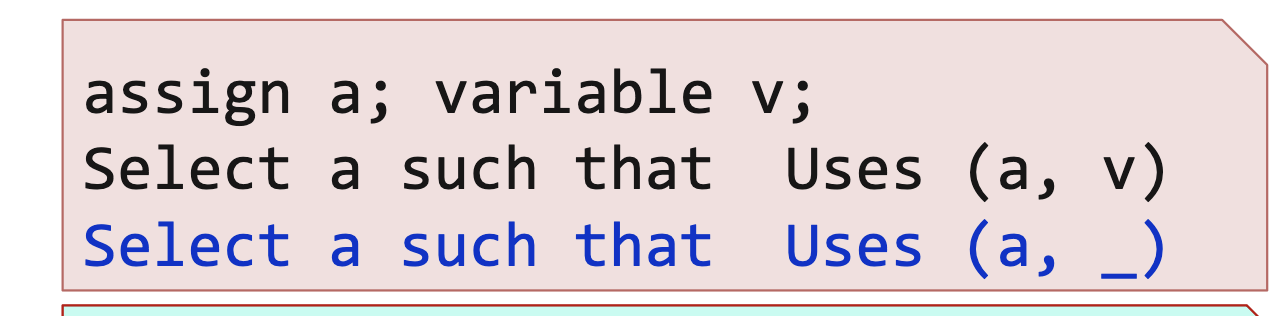 assign a; variable v;
Select a such that  Uses (a, v)
Select a such that  Uses (a, _)